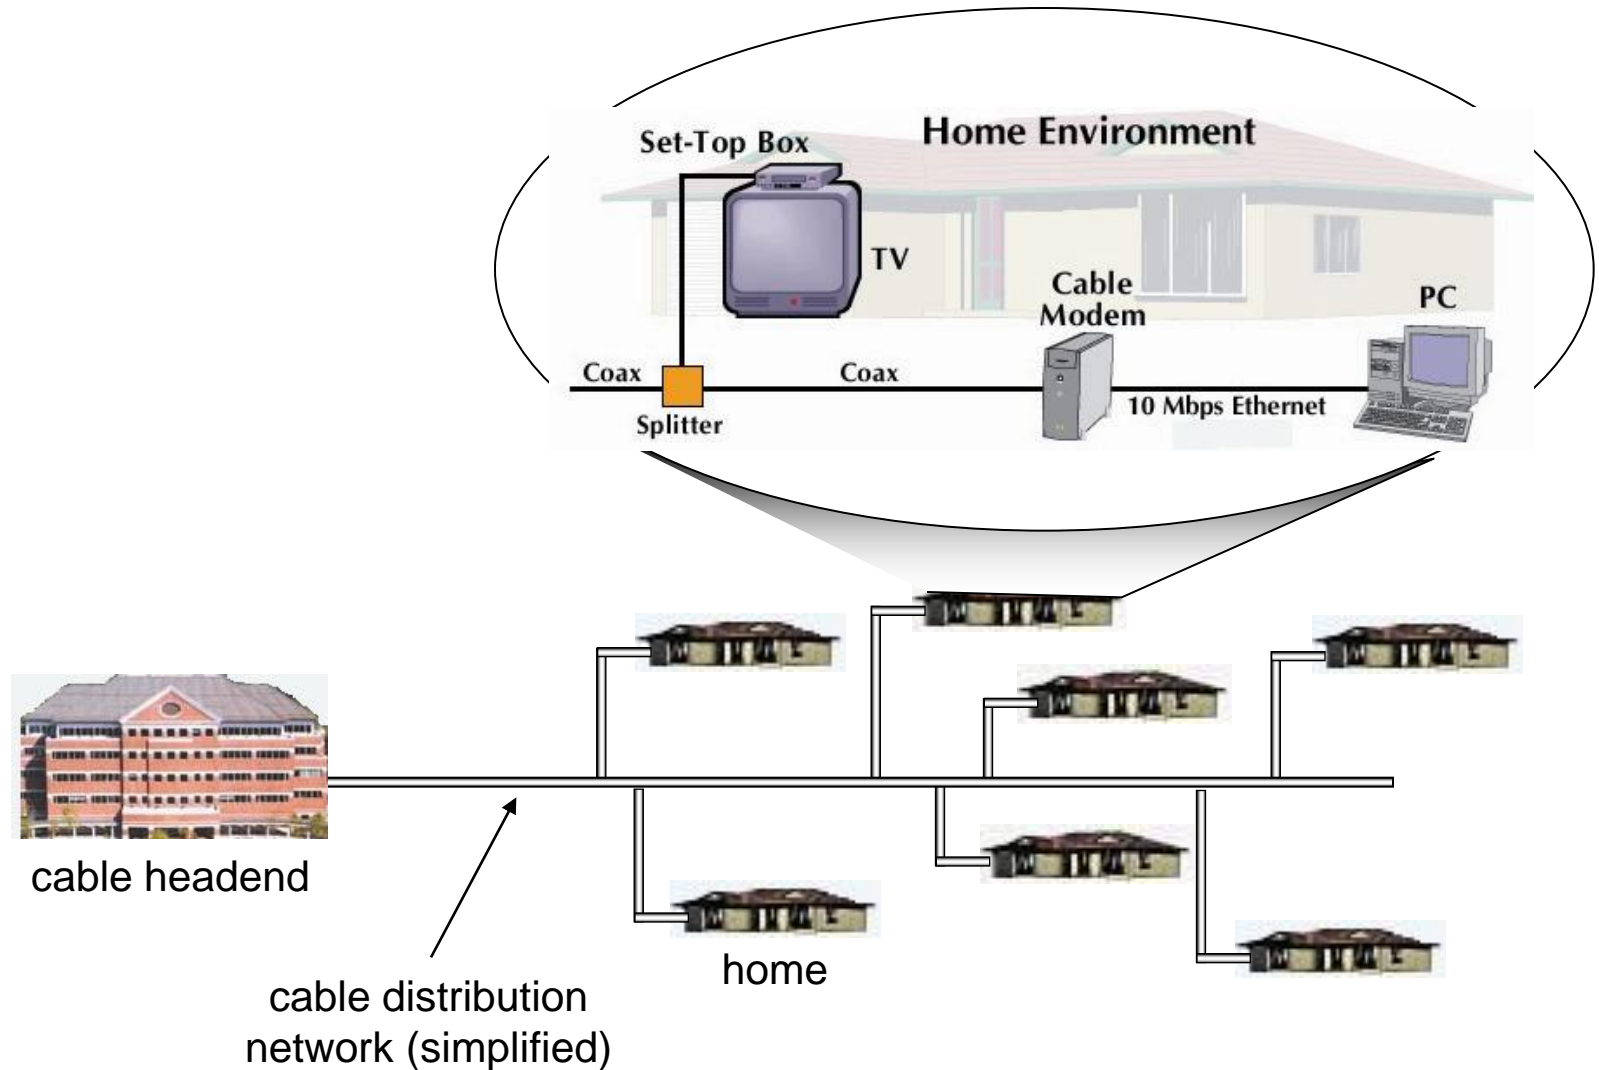 Home Environment
Set-Top Box
TV
Cable
Modem
PC
Coax
Coax
10 Mbps Ethernet
Splitter
cable headend
home
cable distribution
network (simplified)